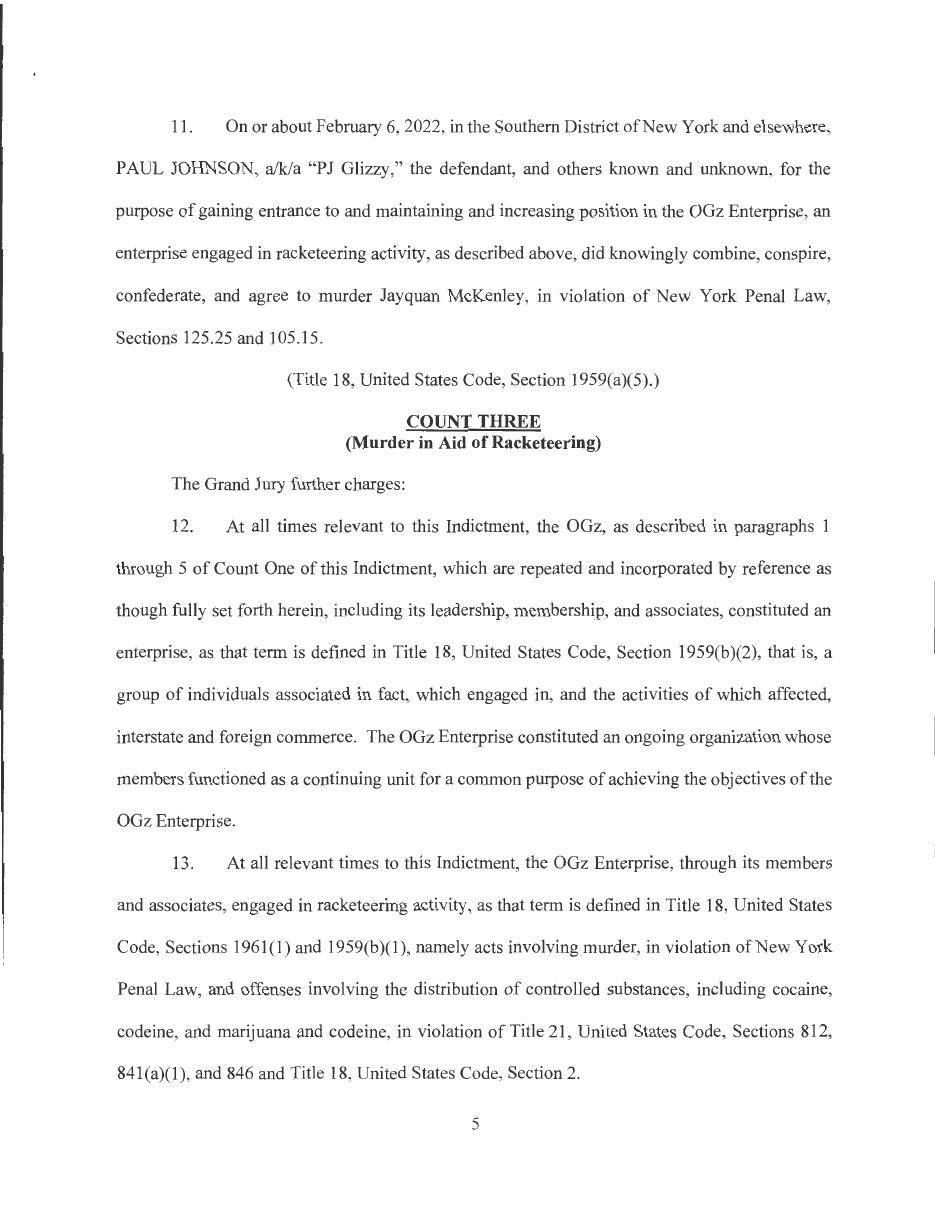 11. On or about February 6, 2022, in the Southern District of New York and elsewhere,
PAUL JOHNSON, a/k/a “PJ Glizzy,” the defendant, and others known and unknown, for the
purpose of gaining entrance to and maintaining and increasing position in the OGz Enterprise, an
enterprise engaged in racketeering activity, as described above, did knowingly combine, conspire,
confederate, and agree to murder Jayquan McKenley, in violation of New York Penal Law,
Sections 125.25 and 105.15.
(Title 18, United States Code, Section 1959(a)(5).)
COUNT THREE
(Murder in Aid of Racketeering)
The Grand Jury further charges:
12. At all times relevant to this Indictment, the OGz, as described in paragraphs 1
through 5 of Count One of this Indictment, which are repeated and incorporated by reference as
though fully set forth herein, including its leadership, membership, and associates, constituted an
enterprise, as that term is defined in Title 18, United States Code, Section 1959(b)(2), that is, a
group of individuals associated in fact, which engaged in, and the activities of which affected,
interstate and foreign commerce. The OGz Enterprise constituted an ongoing organization whose
members functioned as a continuing unit for a common purpose of achieving the objectives of the
OGz Enterprise.
13. At all relevant times to this Indictment, the OGz Enterprise, through its members
and associates, engaged in racketeering activity, as that term is defined in Title 18, United States
Code, Sections 1961(1) and 1959(b)(1), namely acts involving murder, in violation of New York
Penal Law, and offenses involving the distribution of controlled substances, including cocaine,
codeine, and marijuana and codeine, in violation of Title 21, United States Code, Sections 812,
841(a)(1), and 846 and Title 18, United States Code, Section 2.
5